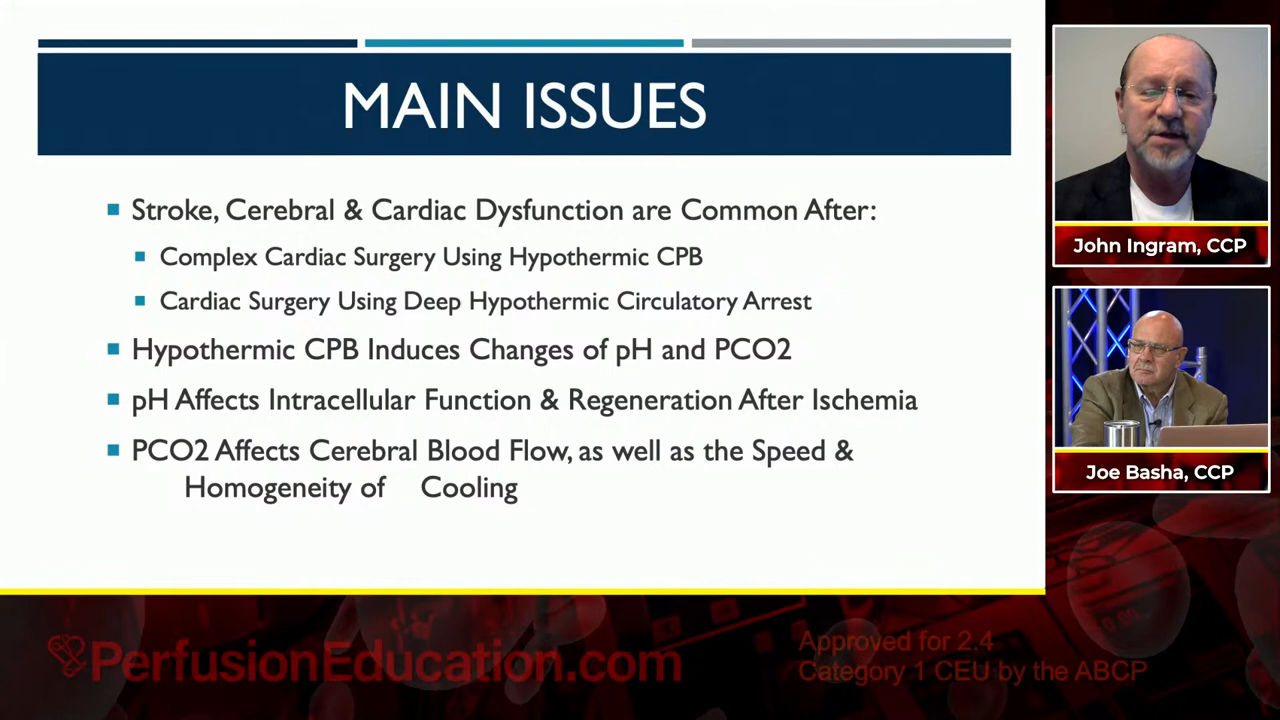 MAIN ISSUES
Stroke, Cerebral & Cardiac Dysfunction are Common After:
Complex Cardiac Surgery Using Hypothermic CPB
Cardiac Surgery Using Deep Hypothermic Circulatory Arrest
Hypothermic CPB Induces Changes of pH and PCO2
pH Affects Intracellular Function & Regeneration After Ischemia
PCO2 Affects Cerebral Blood Flow, as well as the Speed &
Homogeneity of Cooling
John Ingram, CCP
Joe Basha, CCP
PerfusionEducation.com
Approved for 2.4
Category 1 CEU by the ABCP